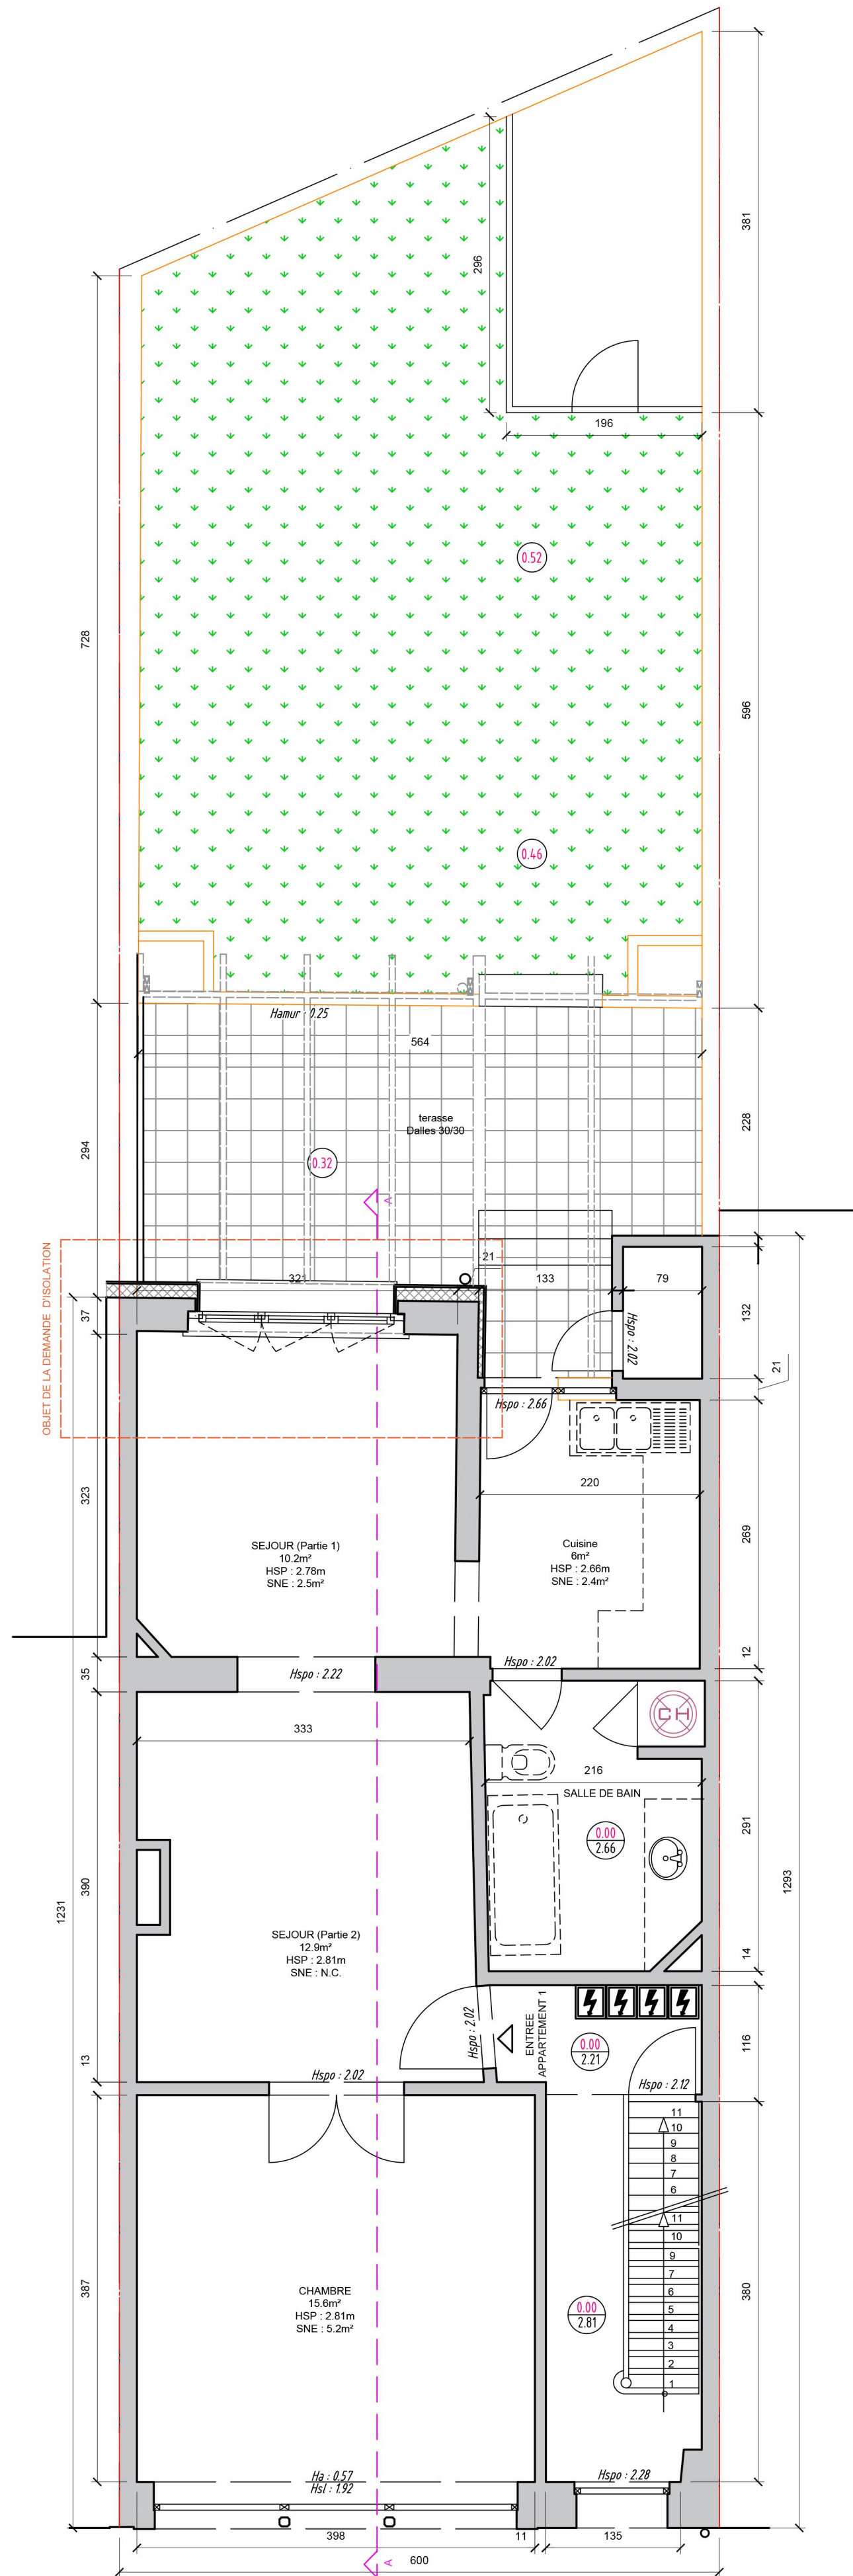 381
296
196
0.52
728
596
0.46
Hamur : 0.25
564
terasse
Dalles 30/30
228
294
0.32
A
OBJET DE LA DEMANDE D'ISOLATION
321
21
133
79
132
37
Hspo : 2.02
21
Hspo : 2.66
220
323
SEJOUR (Partie 1)
10.2m²
HSP : 2.78m
SNE : 2.5m²
Cuisine
6m²
HSP : 2.66m
SNE : 2.4m²
269
12
35
Hspo : 2.22
Hspo : 2.02
CH
333
216
SALLE DE BAIN
0.00
2.66
291
1293
390
1231
SEJOUR (Partie 2)
12.9m²
HSP : 2.81m
SNE : N.C.
14
Hspo : 2.02
ENTREE
APPARTEMENT 1
0.00
2.21
116
13
Hspo : 2.02
Hspo : 2.12
11
10
9
8
7
6
11
10
9
7
6
5
4
3
2
1
387
CHAMBRE
15.6m²
HSP : 2.81m
SNE : 5.2m²
0.00
2.81
380
Ha : 0.57
Hsl : 1.92
Hspo : 2.28
398
11
135
600
A